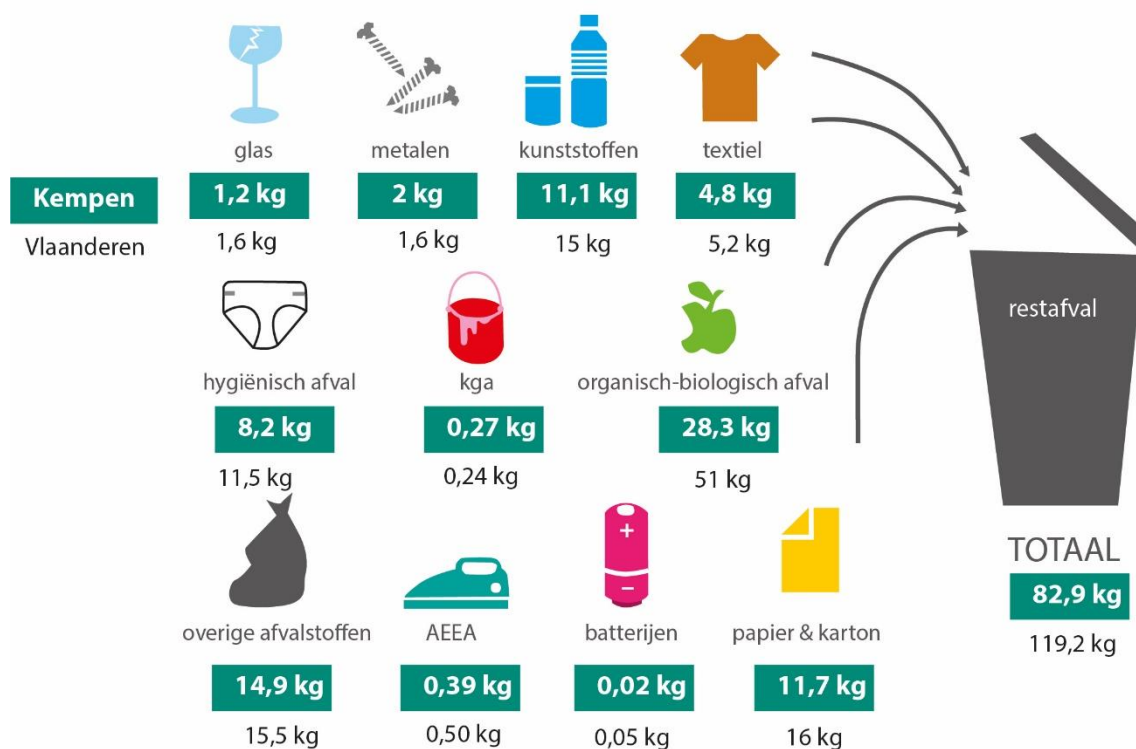 glas metalen kunststoffen textiel
Kempen 1,2 kg 2 kg 11,1 kg 4,8 kg
Vlaanderen 1,6 kg 1,6 kg 15 kg 5,2 kg
restafval
hygiënisch afval kga organisch-biologisch afval
8,2 kg 0,27 kg 28,3 kg
11,5 kg 0,24 kg 51 kg
+
−
TOTAAL
82,9 kg
119,2 kg
overige afvalstoffen AEEA batterijen papier & karton
14,9 kg 0,39 kg 0,02 kg 11,7 kg
15,5 kg 0,50 kg 0,05 kg 16 kg